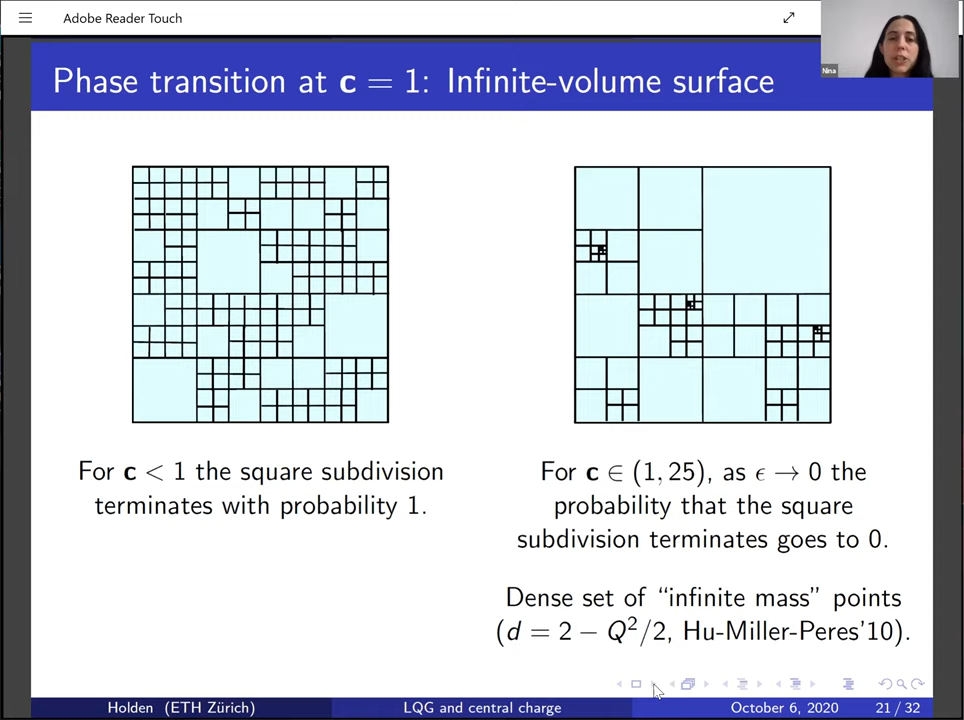 Adobe Reader Touch
Nina
Phase transition at c = 1: Infinite-volume surface
For c < 1 the square subdivision
terminates with probability 1.
For c ∈ (1, 25), as ϵ → 0 the
probability that the square
subdivision terminates goes to 0.
Dense set of “infinite mass” points
(d = 2 − Q²/2, Hu-Miller-Peres’10).
Holden (ETH Zürich)
LQG and central charge
October 6, 2020
21 / 32